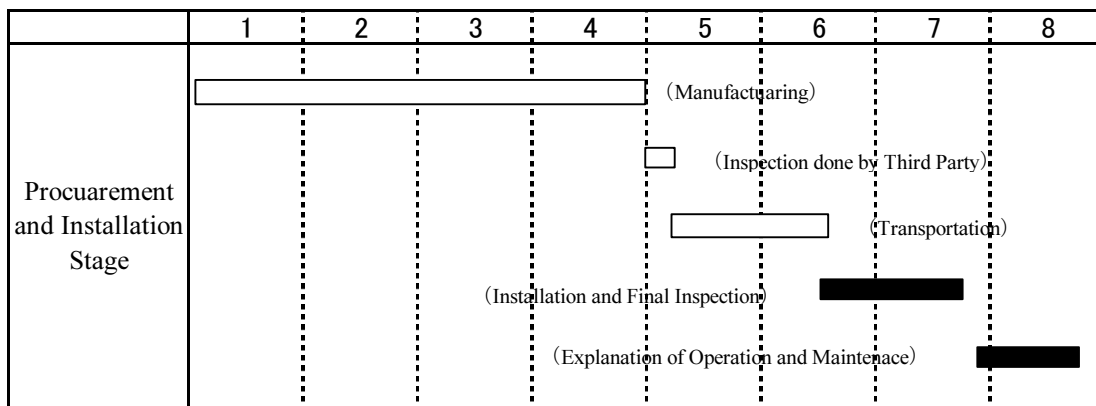 1 2 3 4 5 6 7 8
(Manufactuaring)
(Inspection done by Third Party)
Procuarement
and Installation
Stage
(Transportation)
(Installation and Final Inspection)
(Explanation of Operation and Maintenace)